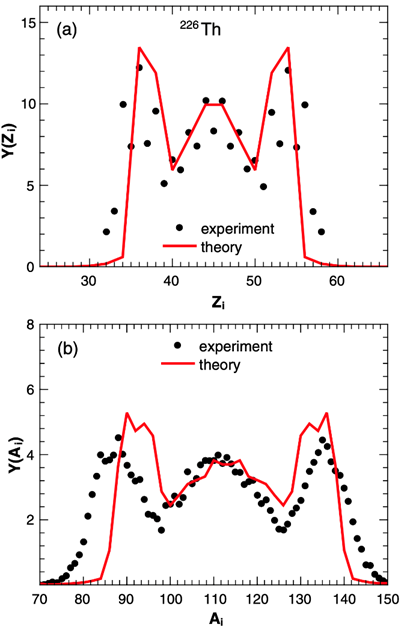 (a)
²²⁶Th
15
10
5
0
Y(Zᵢ)
experiment
theory
30 40 50 60
Zᵢ
(b)
8
6
4
2
Y(Aᵢ)
experiment
theory
70 80 90 100 110 120 130 140 150
Aᵢ